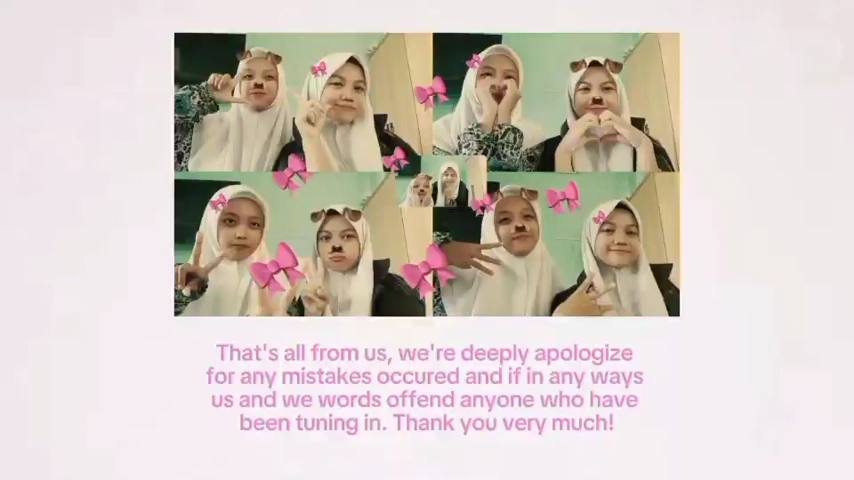 That's all from us, we're deeply apologize
for any mistakes occured and if in any ways
us and we words offend anyone who have
been tuning in. Thank you very much!